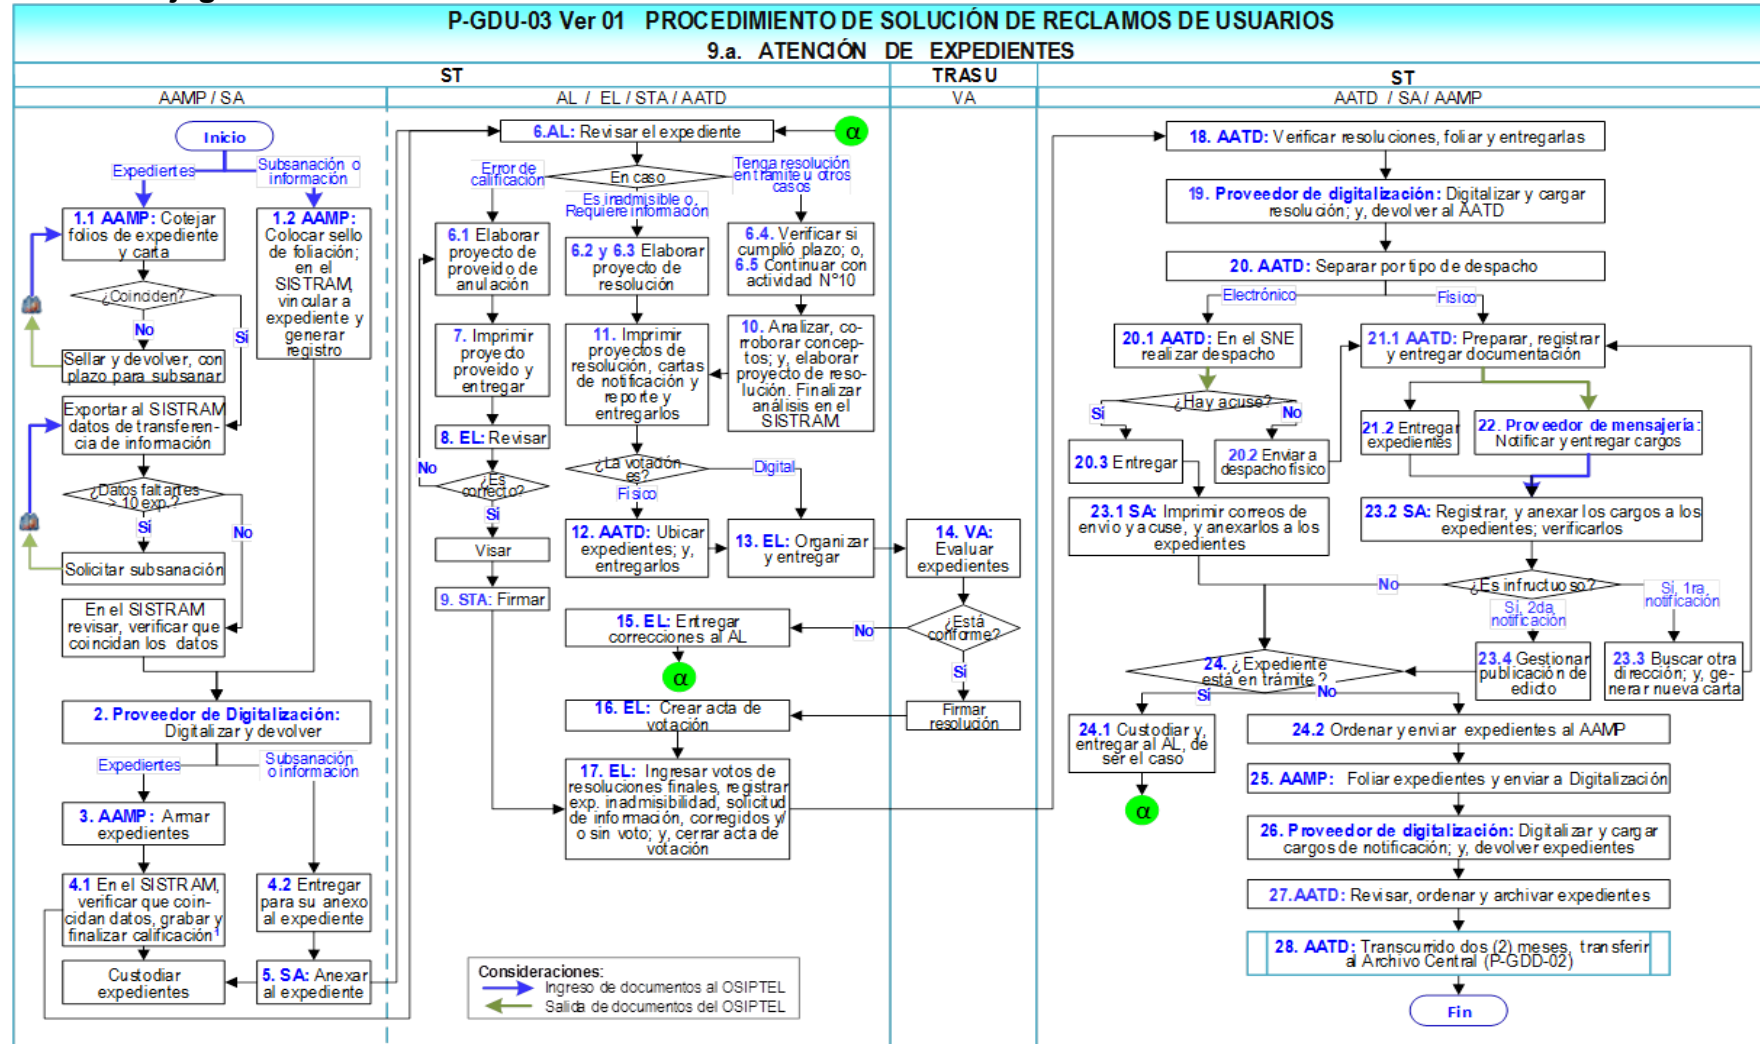 P-GDU-03 Ver 01 PROCEDIMIENTO DE SOLUCIÓN DE RECLAMOS DE USUARIOS
9.a. ATENCIÓN DE EXPEDIENTES
ST
TRASU
ST
AAMP / SA
AL / EL / STA / AATD
VA
AATD / SA / AAMP
Inicio
Expedientes
Subsanación o
información
1.1 AAMP: Cotejar
folios de expediente
y carta
1.2 AAMP:
Colocar sello
de foliación;
en el
SISTRAM,
vincular a
expediente y
generar
registro
¿Coinciden?
No
Sí
Sellar y devolver, con
plazo para subsanar
Exportar al SISTRAM
datos de transferen-
cia de información
¿Datos faltantes
> 10 exp.?
Sí
No
Solicitar subsanación
En el SISTRAM
revisar, verificar que
coincidan los datos
2. Proveedor de Digitalización:
Digitalizar y devolver
Expedientes
Subsanación
o información
3. AAMP: Armar
expedientes
4.1 En el SISTRAM,
verificar que coin-
cidan datos, grabar y
finalizar calificación1
4.2 Entregar
para su anexo
al expediente
Custodiar
expedientes
5. SA: Anexar
al expediente
6.AL: Revisar el expediente
α
En caso
Error de
calificación
Es inadmisible o,
Requiere información
Tenga resolución
en trámite u otros
casos
6.1 Elaborar
proyecto de
proveido de
anulación
6.2 y 6.3 Elaborar
proyecto de
resolución
6.4. Verificar si
cumplió plazo; o,
6.5 Continuar con
actividad N°10
7. Imprimir
proyecto
proveido y
entregar
11. Imprimir
proyectos de
resolución, cartas
de notificación y
reporte y
entregarlos
10. Analizar, co-
rroborar concep-
tos; y, elaborar
proyecto de reso-
lución. Finalizar
análisis en el
SISTRAM.
8. EL: Revisar
No
¿Es
correcto?
Sí
Visar
9. STA: Firmar
¿La votación
es?
Digital
Físico
12. AATD: Ubicar
expedientes; y,
entregarlos
13. EL: Organizar
y entregar
14. VA:
Evaluar
expedientes
¿Está
conforme?
No
Sí
15. EL: Entregar
correcciones al AL
α
Firmar
resolución
16. EL: Crear acta de
votación
17. EL: Ingresar votos de
resoluciones finales, registrar
exp. inadmisibilidad, solicitud
de información, corregidos y/
o sin voto; y, cerrar acta de
votación
Consideraciones:
Ingreso de documentos al OSIPTEL
Salida de documentos del OSIPTEL
18. AATD: Verificar resoluciones, foliar y entregarlas
19. Proveedor de digitalización: Digitalizar y cargar
resolución; y, devolver al AATD
20. AATD: Separar por tipo de despacho
Electrónico
Físico
20.1 AATD: En el SNE
realizar despacho
21.1 AATD: Preparar, registrar
y entregar documentación
¿Hay acuse?
Sí
No
20.3 Entregar
20.2 Enviar a
despacho físico
21.2 Entregar
expedientes
22. Proveedor de mensajería:
Notificar y entregar cargos
23.1 SA: Imprimir correos de
envío y acuse, y anexarlos a los
expedientes
23.2 SA: Registrar, y anexar los cargos a los
expedientes; verificarlos
¿Es infructuoso?
No
Sí, 2da
notificación
Sí, 1ra
notificación
23.4 Gestionar
publicación de
edicto
23.3 Buscar otra
dirección; y, ge-
nerar nueva carta
24. ¿Expediente
está en trámite?
Sí
No
24.1 Custodiar y,
entregar al AL, de
ser el caso
α
24.2 Ordenar y enviar expedientes al AAMP
25. AAMP: Foliar expedientes y enviar a Digitalización
26. Proveedor de digitalización: Digitalizar y cargar
cargos de notificación; y, devolver expedientes
27.AATD: Revisar, ordenar y archivar expedientes
28. AATD: Transcurrido dos (2) meses, transferir
al Archivo Central (P-GDD-02)
Fin